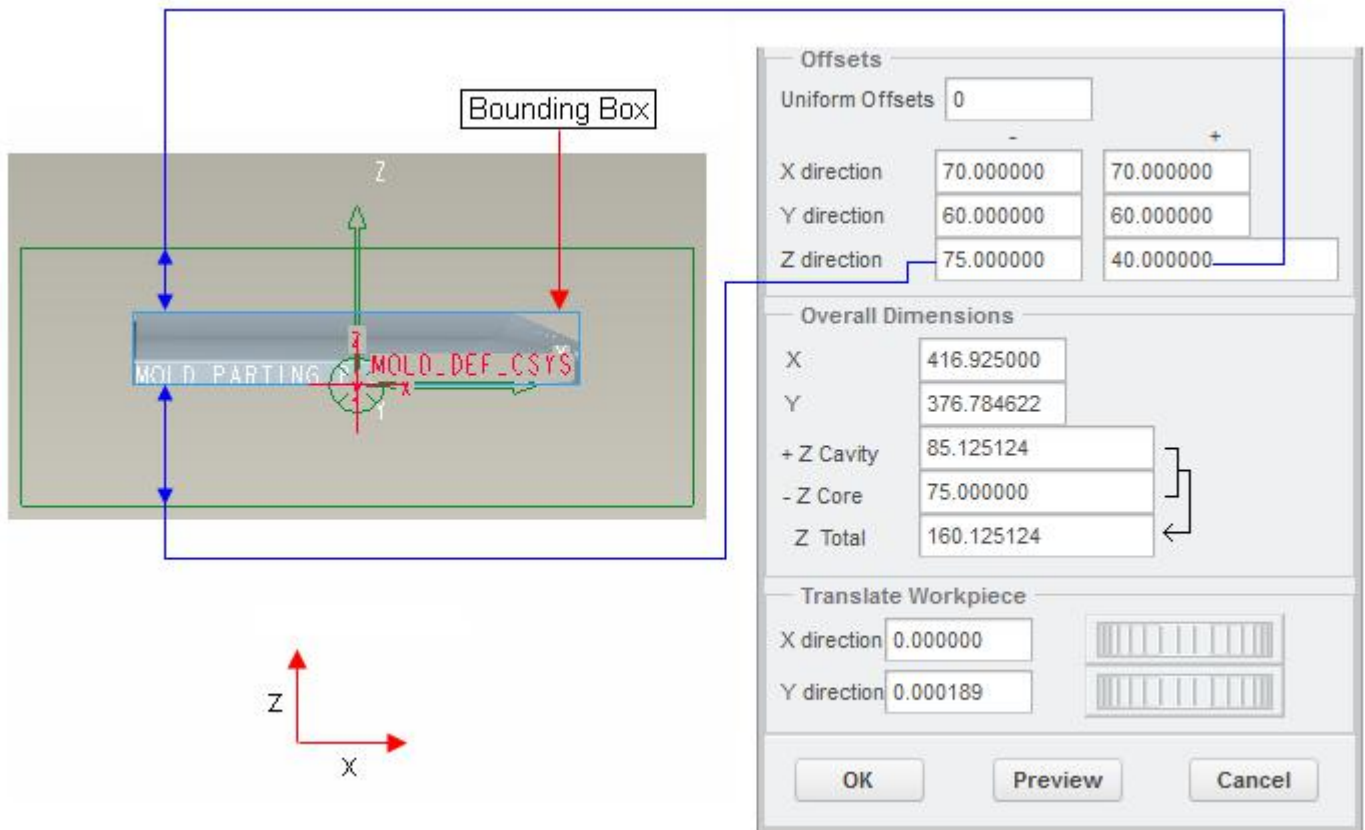 Bounding Box
Z
Z
MOLD_DEF_CSYS
MOLD_PARTING_P
X
Y
Z
X
Offsets
Uniform Offsets 0
- +
X direction 70.000000 70.000000
Y direction 60.000000 60.000000
Z direction 75.000000 40.000000
Overall Dimensions
X 416.925000
Y 376.784622
+ Z Cavity 85.125124
- Z Core 75.000000
Z Total 160.125124
Translate Workpiece
X direction 0.000000
Y direction 0.000189
OK Preview Cancel